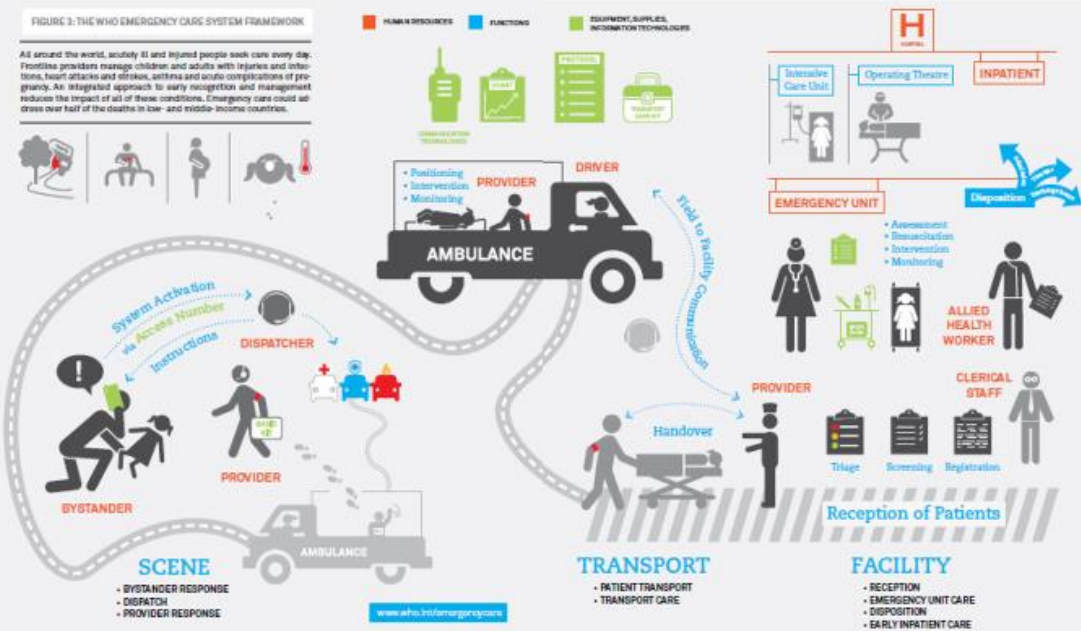 FIGURE 3: THE WHO EMERGENCY CARE SYSTEM FRAMEWORK
All around the world, acutely ill and injured people seek care every day.
Frontline providers manage children and adults with injuries and infec-
tions, heart attacks and strokes, asthma and acute complications of pre-
gnancy. An integrated approach to early recognition and management
reduces the impact of all of these conditions. Emergency care could ad-
dress over half of the deaths in low- and middle-income countries.
HUMAN RESOURCES
FUNCTIONS
EQUIPMENT, SUPPLIES,
INFORMATION TECHNOLOGIES
PROTOCOL
COMMUNICATION
TECHNOLOGIES
H
HOSPITAL
Intensive
Care Unit
Operating Theatre
INPATIENT
• Positioning
• Intervention
• Monitoring
PROVIDER
DRIVER
AMBULANCE
Field to Facility Communication
EMERGENCY UNIT
Disposition
• Assessment
• Resuscitation
• Intervention
• Monitoring
ALLIED
HEALTH
WORKER
System Activation
via Access Number
Instructions
DISPATCHER
!
PROVIDER
BYSTANDER
AMBULANCE
PROVIDER
Handover
CLERICAL
STAFF
Triage
Screening
Registration
Reception of Patients
SCENE
• BYSTANDER RESPONSE
• DISPATCH
• PROVIDER RESPONSE
www.who.int/emergencycare
TRANSPORT
• PATIENT TRANSPORT
• TRANSPORT CARE
FACILITY
• RECEPTION
• EMERGENCY UNIT CARE
• DISPOSITION
• EARLY INPATIENT CARE